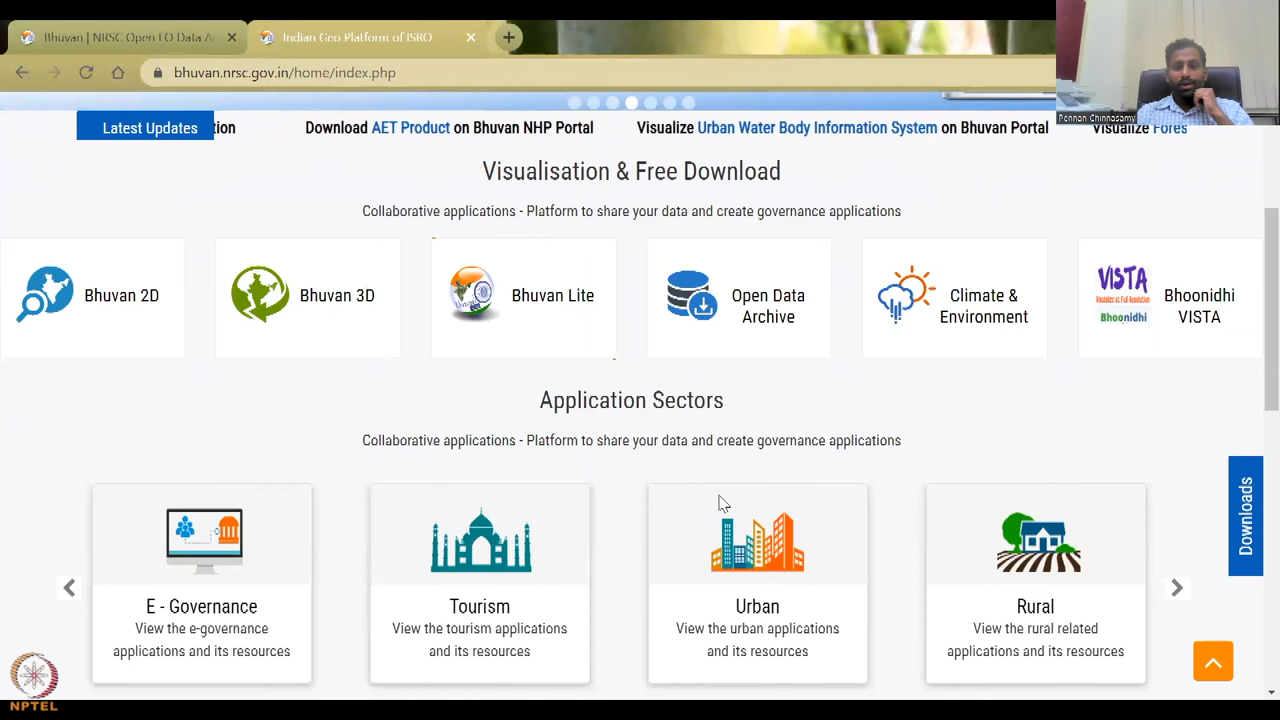 Bhuvan | NRSC Open EO Data Ar
Indian Geo Platform of ISRO
bhuvan.nrsc.gov.in/home/index.php
Pennan Chinnasamy
Latest Updates
tion
Download AET Product on Bhuvan NHP Portal
Visualize Urban Water Body Information System on Bhuvan Portal
Visualize Fores
Visualisation & Free Download
Collaborative applications - Platform to share your data and create governance applications
Bhuvan 2D
Bhuvan 3D
Bhuvan Lite
Open Data
Archive
Climate &
Environment
VISTA
Bhoonidhi
Bhoonidhi
VISTA
Application Sectors
Collaborative applications - Platform to share your data and create governance applications
Downloads
E - Governance
View the e-governance
applications and its resources
Tourism
View the tourism applications
and its resources
Urban
View the urban applications
and its resources
Rural
View the rural related
applications and its resources
NPTEL